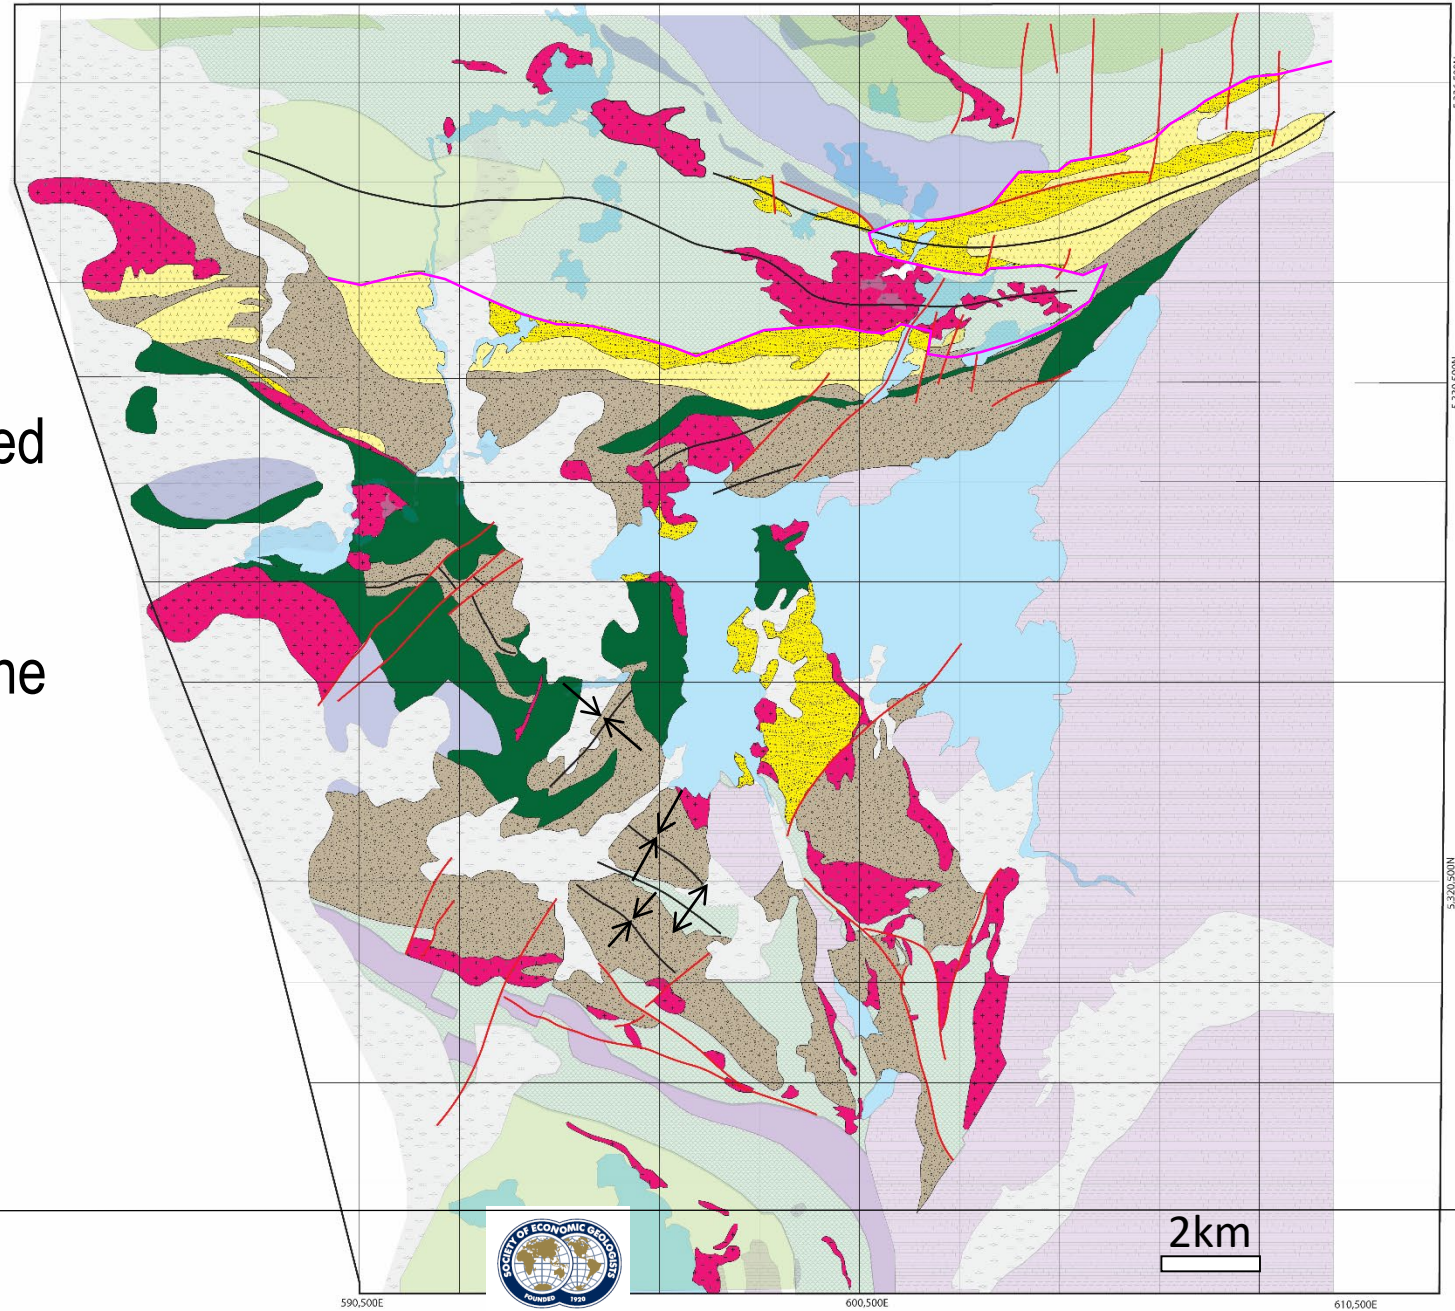 ed
ne
5,320,500N
2km
SOCIETY OF ECONOMIC GEOLOGISTS
FOUNDED 1920
590,500E
600,500E
610,500E